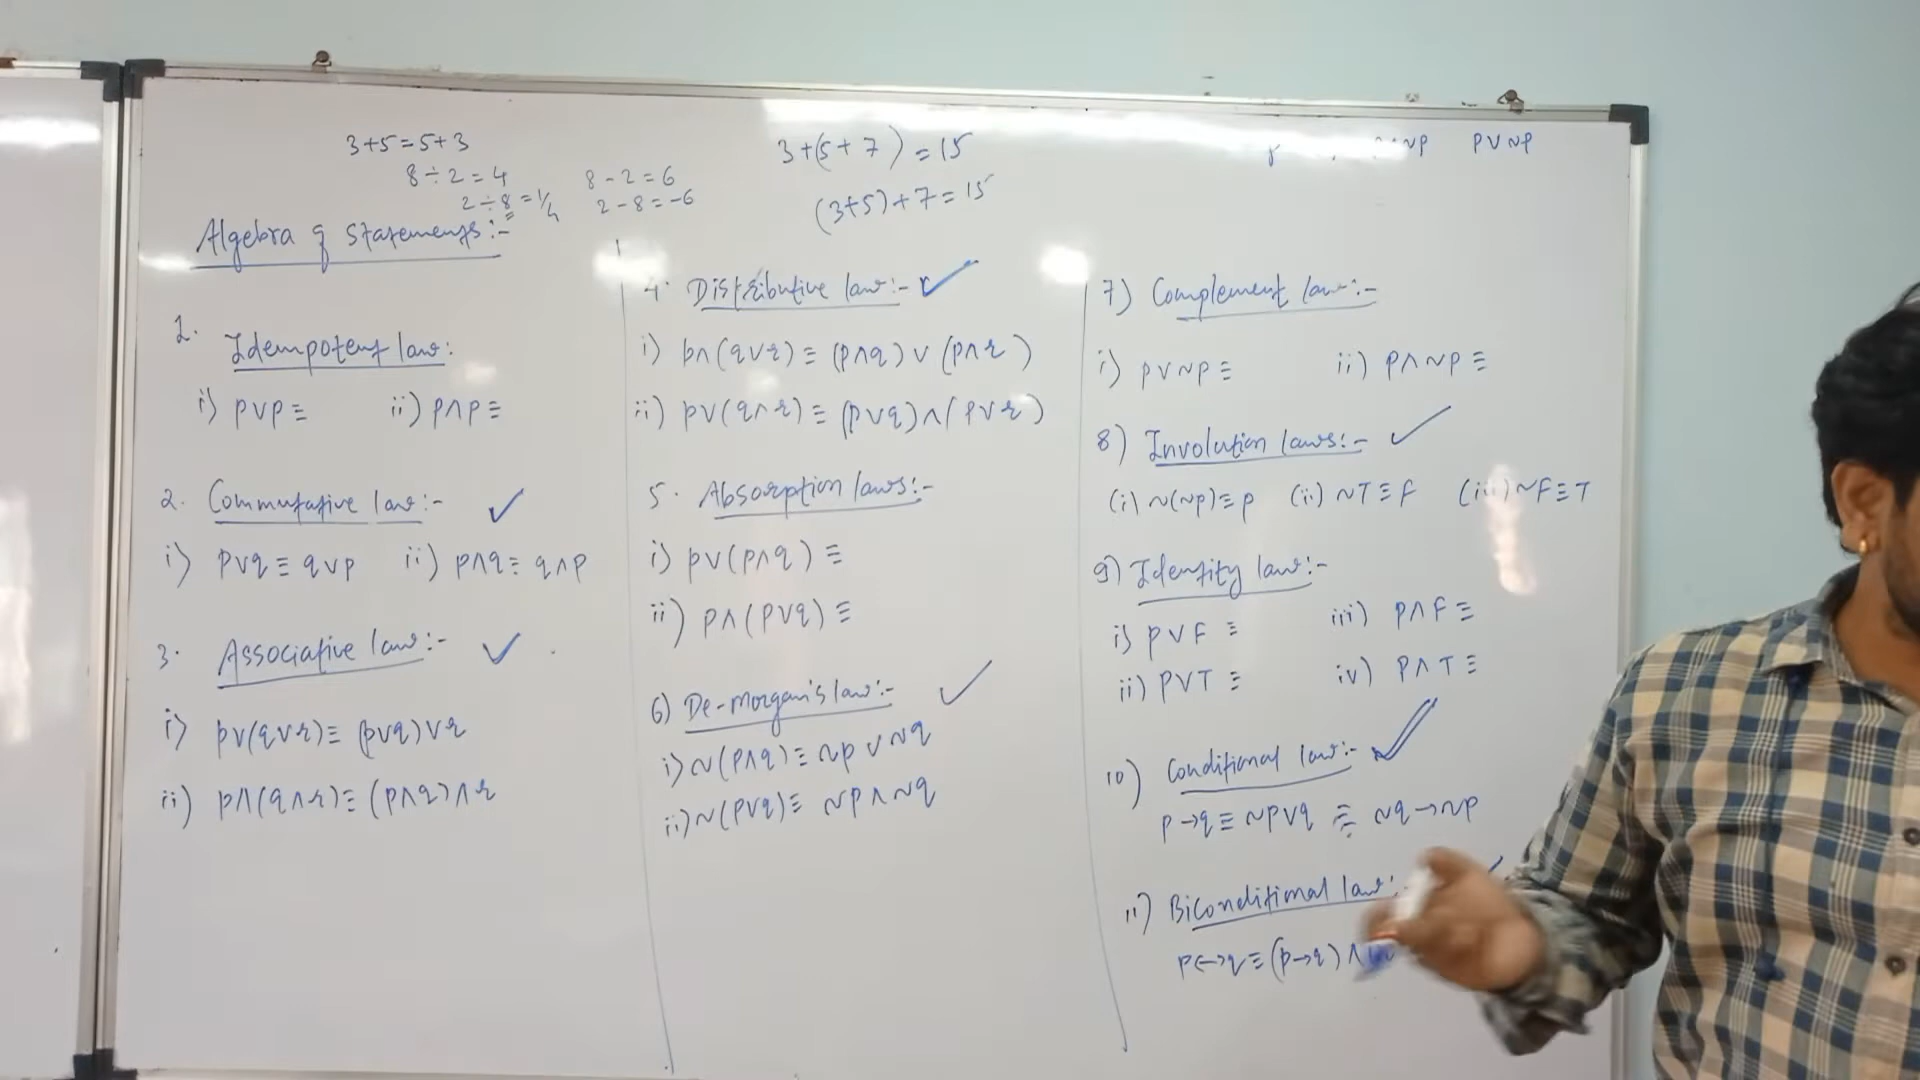 3+5=5+3
8÷2=4
2÷8=1/4
8-2=6
2-8=-6
3+(5+7)=15
(3+5)+7=15
p∨~p
Algebra of statements:-
1. Idempotent law:
i) p∨p≡ ii) p∧p≡
2. Commutative law:- ✓
i) p∨q≡q∨p ii) p∧q≡q∧p
3. Associative law:- ✓
i) p∨(q∨r)≡(p∨q)∨r
ii) p∧(q∧r)≡(p∧q)∧r
4. Distributive law:- ✓
i) p∧(q∨r)≡(p∧q)∨(p∧r)
ii) p∨(q∧r)≡(p∨q)∧(p∨r)
5. Absorption laws:-
i) p∨(p∧q)≡
ii) p∧(p∨q)≡
6) De-morgan's law:- ✓
i) ~(p∧q)≡~p∨~q
ii) ~(p∨q)≡~p∧~q
7) Complement law:-
i) p∨~p≡ ii) p∧~p≡
8) Involution laws:- ✓
(i) ~(~p)≡p (ii) ~T≡F (iii) ~F≡T
9) Identity law:-
i) p∨F≡ iii) p∧F≡
ii) p∨T≡ iv) p∧T≡
10) Conditional law:- ✓
p→q≡~p∨q≡~q→~p
11) Biconditional law:-
p↔q≡(p→q)∧